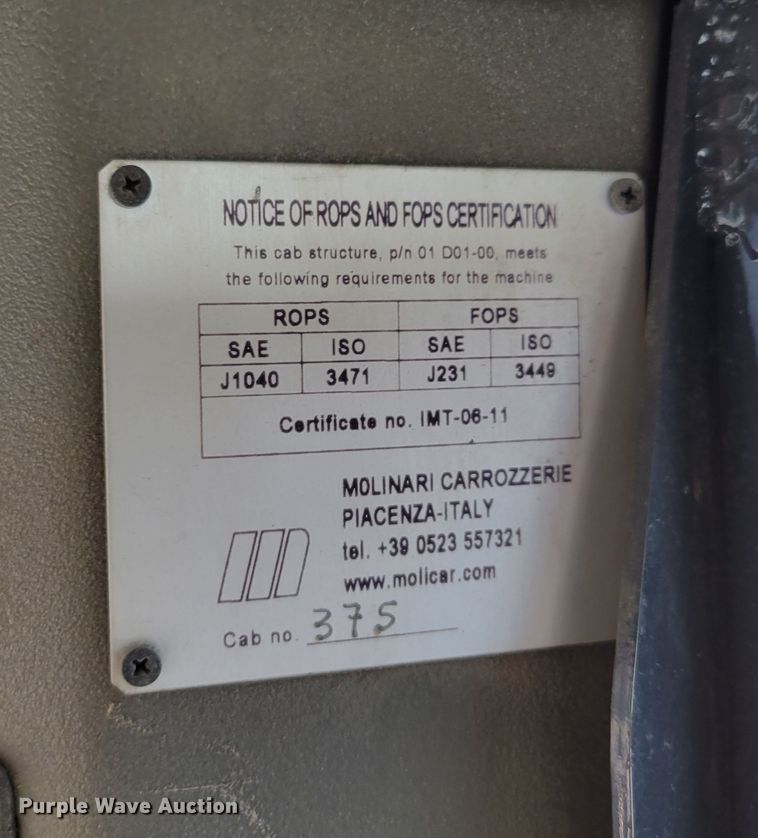 NOTICE OF ROPS AND FOPS CERTIFICATION
This cab structure, p/n 01 D01-00, meets
the following requirements for the machine
ROPS FOPS
SAE ISO SAE ISO
J1040 3471 J231 3449
Certificate no. IMT-06-11
MOLINARI CARROZZERIE
PIACENZA-ITALY
tel. +39 0523 557321
www.molicar.com
Cab no. 375
Purple Wave Auction